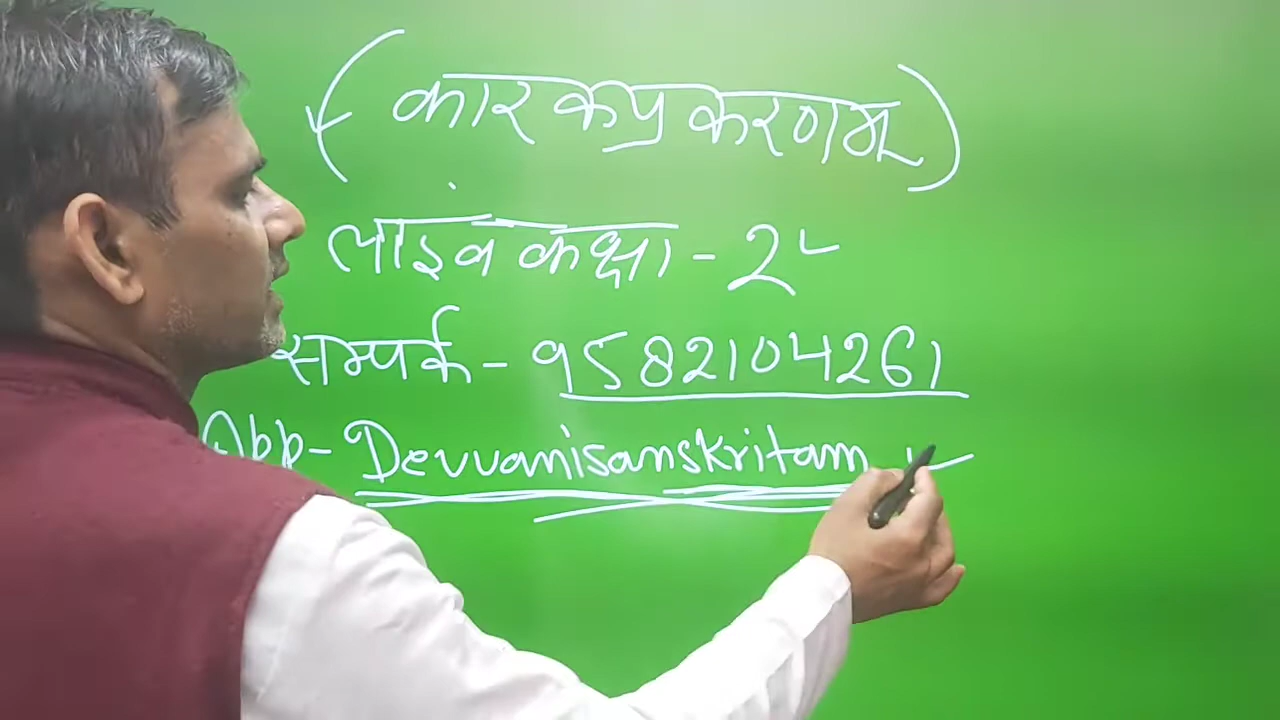 (कारकप्रकरणम्)
लाइव कक्षा - 2
सम्पर्क - 9582104261
App - Devvanisanskritam